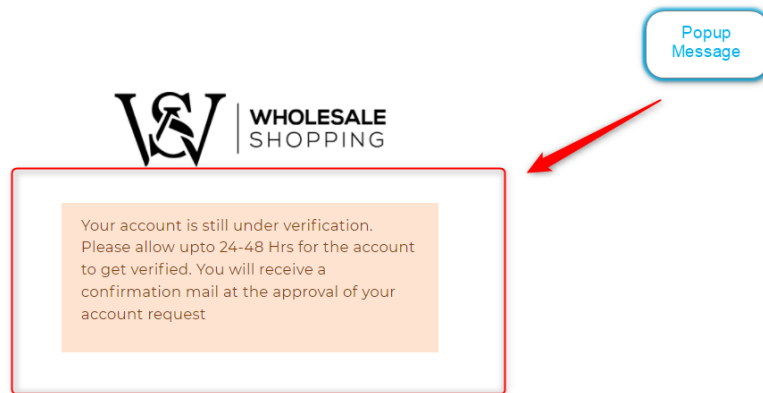 Popup
Message
WS
WHOLESALE
SHOPPING
Your account is still under verification.
Please allow upto 24-48 Hrs for the account
to get verified. You will receive a
confirmation mail at the approval of your
account request